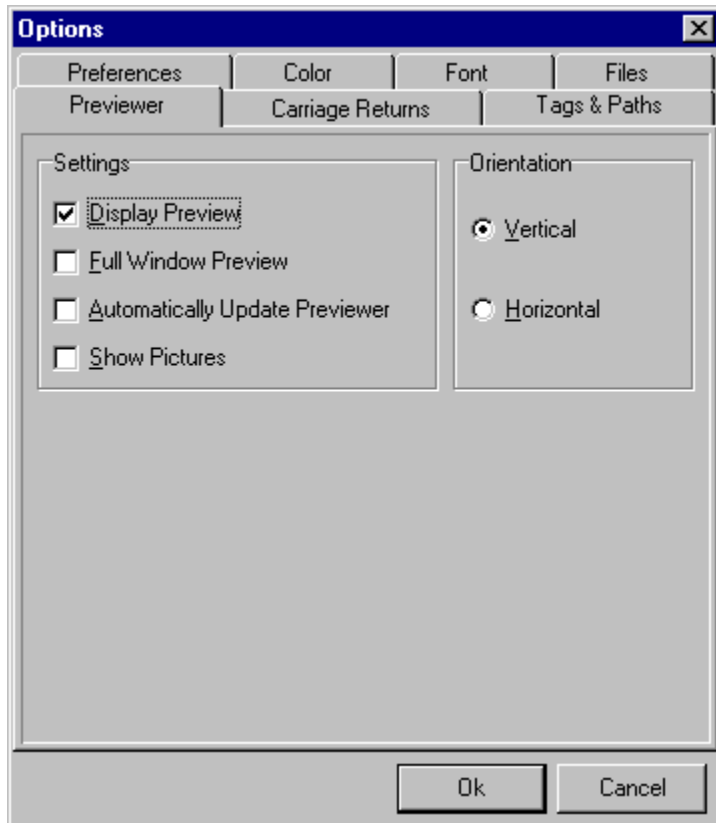 Options
Preferences Color Font Files
Previewer Carriage Returns Tags & Paths
Settings
Display Preview
Full Window Preview
Automatically Update Previewer
Show Pictures
Orientation
Vertical
Horizontal
Ok Cancel